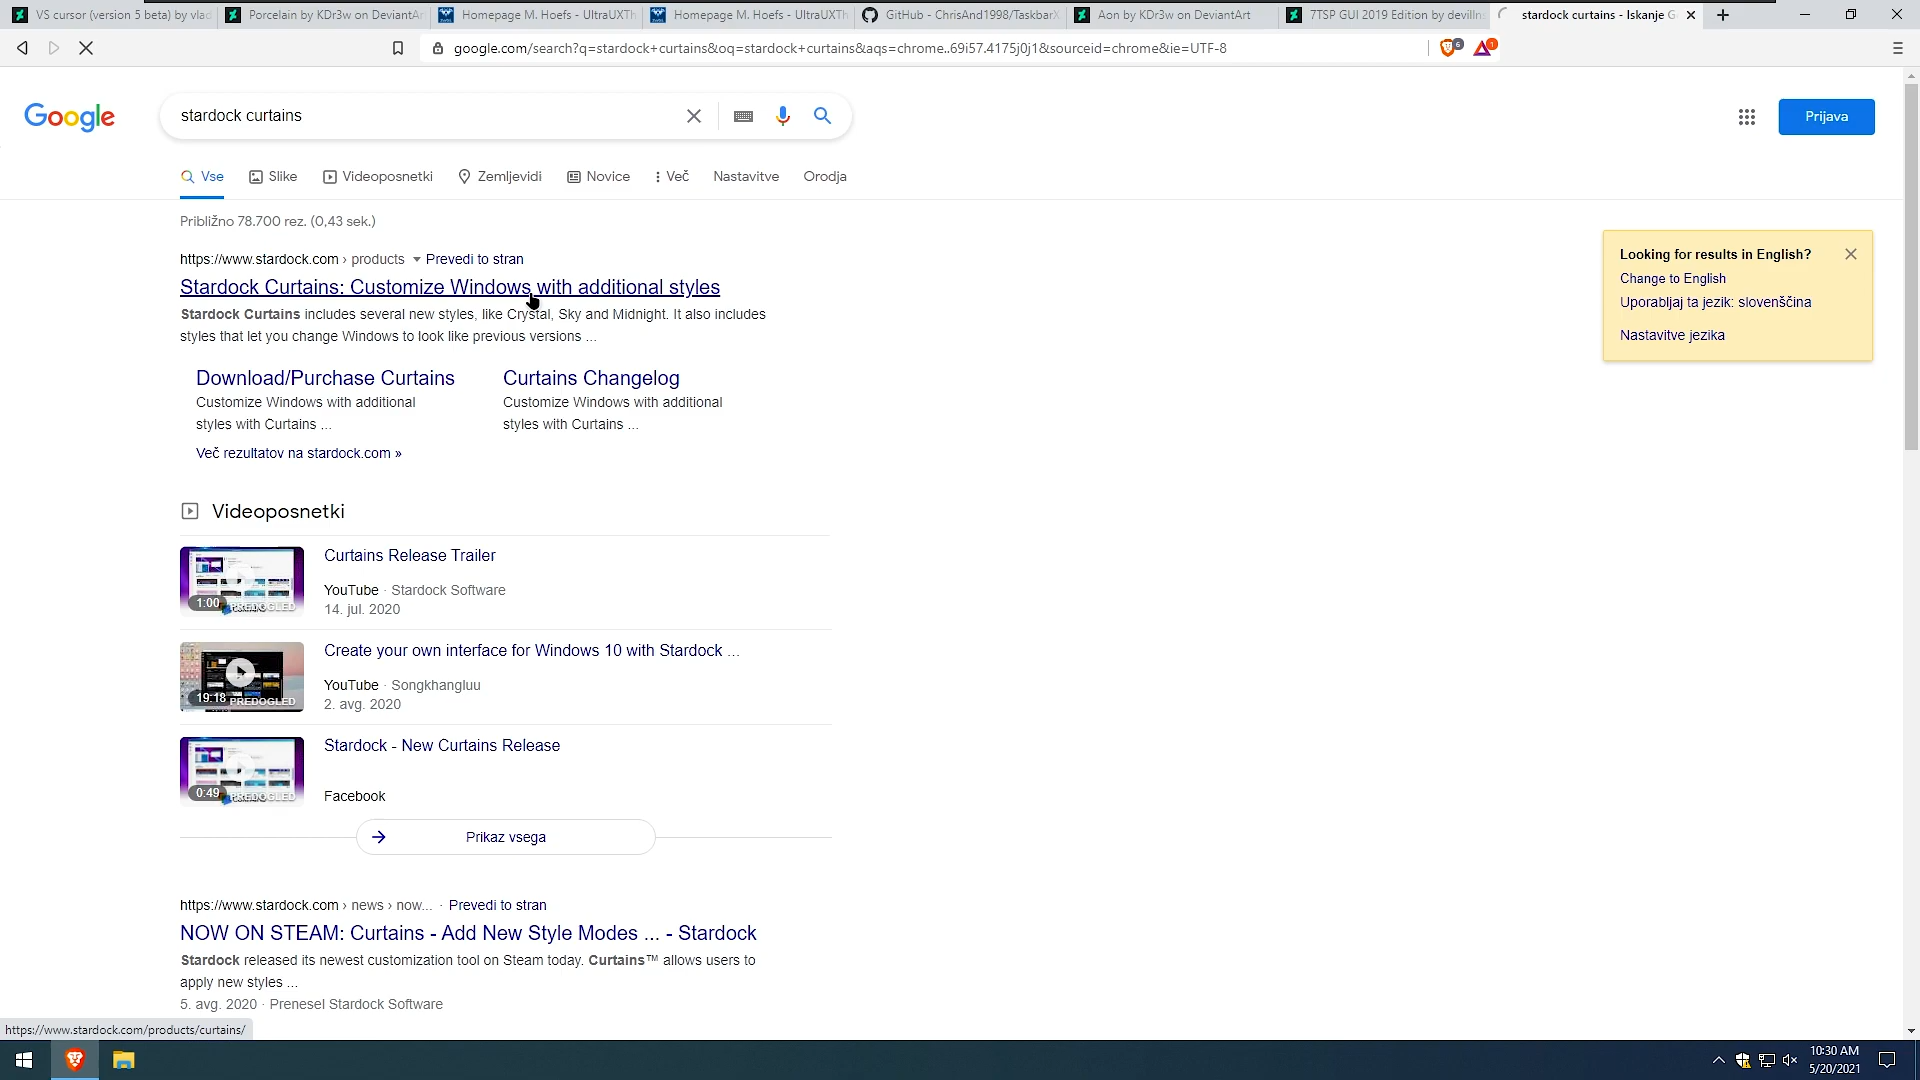 VS cursor (version 5 beta) by vlad
Porcelain by KDr3w on DeviantAr
Homepage M. Hoefs - UltraUXTh
Homepage M. Hoefs - UltraUXTh
GitHub - ChrisAnd1998/TaskbarX
Aon by KDr3w on DeviantArt
7TSP GUI 2019 Edition by devillns
stardock curtains - Iskanje G
google.com/search?q=stardock+curtains&oq=stardock+curtains&aqs=chrome..69i57.4175j0j1&sourceid=chrome&ie=UTF-8
6
1
Google
stardock curtains
Prijava
Vse
Slike
Videoposnetki
Zemljevidi
Novice
Več
Nastavitve
Orodja
Približno 78.700 rez. (0,43 sek.)
https://www.stardock.com › products
Prevedi to stran
Stardock Curtains: Customize Windows with additional styles
Stardock Curtains includes several new styles, like Crystal, Sky and Midnight. It also includes
styles that let you change Windows to look like previous versions ...
Download/Purchase Curtains
Customize Windows with additional
styles with Curtains ...
Curtains Changelog
Customize Windows with additional
styles with Curtains ...
Več rezultatov na stardock.com »
Looking for results in English?
Change to English
Uporabljaj ta jezik: slovenščina
Nastavitve jezika
Videoposnetki
1:00
PREDOGLED
Curtains Release Trailer
YouTube · Stardock Software
14. jul. 2020
19:18
PREDOGLED
Create your own interface for Windows 10 with Stardock ...
YouTube · Songkhangluu
2. avg. 2020
0:49
PREDOGLED
Stardock - New Curtains Release
Facebook
Prikaz vsega
https://www.stardock.com › news › now... · Prevedi to stran
NOW ON STEAM: Curtains - Add New Style Modes ... - Stardock
Stardock released its newest customization tool on Steam today. Curtains™ allows users to
apply new styles ...
5. avg. 2020 · Prenesel Stardock Software
https://www.stardock.com/products/curtains/
10:30 AM
5/20/2021